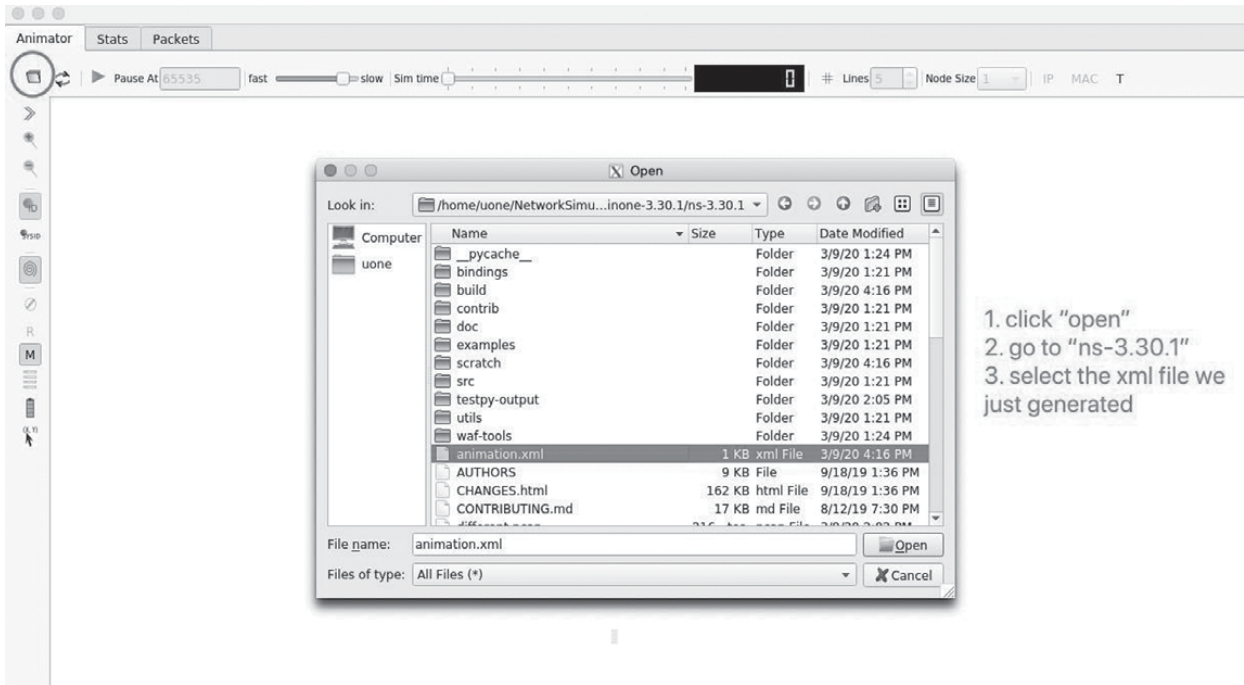 Animator Stats Packets
Pause At 65535 fast slow Sim time 0 # Lines 5 Node Size 1 IP MAC T
Open
Look in: /home/uone/NetworkSimu...inone-3.30.1/ns-3.30.1
Computer
uone
Name Size Type Date Modified
__pycache__ Folder 3/9/20 1:24 PM
bindings Folder 3/9/20 1:21 PM
build Folder 3/9/20 4:16 PM
contrib Folder 3/9/20 1:21 PM
doc Folder 3/9/20 1:21 PM
examples Folder 3/9/20 1:21 PM
scratch Folder 3/9/20 4:16 PM
src Folder 3/9/20 1:21 PM
testpy-output Folder 3/9/20 2:05 PM
utils Folder 3/9/20 1:21 PM
waf-tools Folder 3/9/20 1:24 PM
animation.xml 1 KB xml File 3/9/20 4:16 PM
AUTHORS 9 KB File 9/18/19 1:36 PM
CHANGES.html 162 KB html File 9/18/19 1:36 PM
CONTRIBUTING.md 17 KB md File 8/12/19 7:30 PM
File name: animation.xml Open
Files of type: All Files (*) Cancel
ID
SYSID
R
M
1. click “open”
2. go to “ns-3.30.1”
3. select the xml file we
just generated